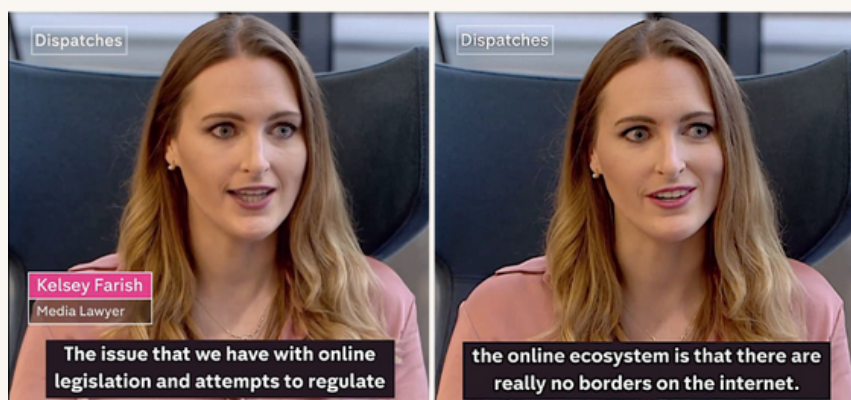 Dispatches
Kelsey Farish
Media Lawyer
The issue that we have with online
legislation and attempts to regulate
Dispatches
the online ecosystem is that there are
really no borders on the internet.